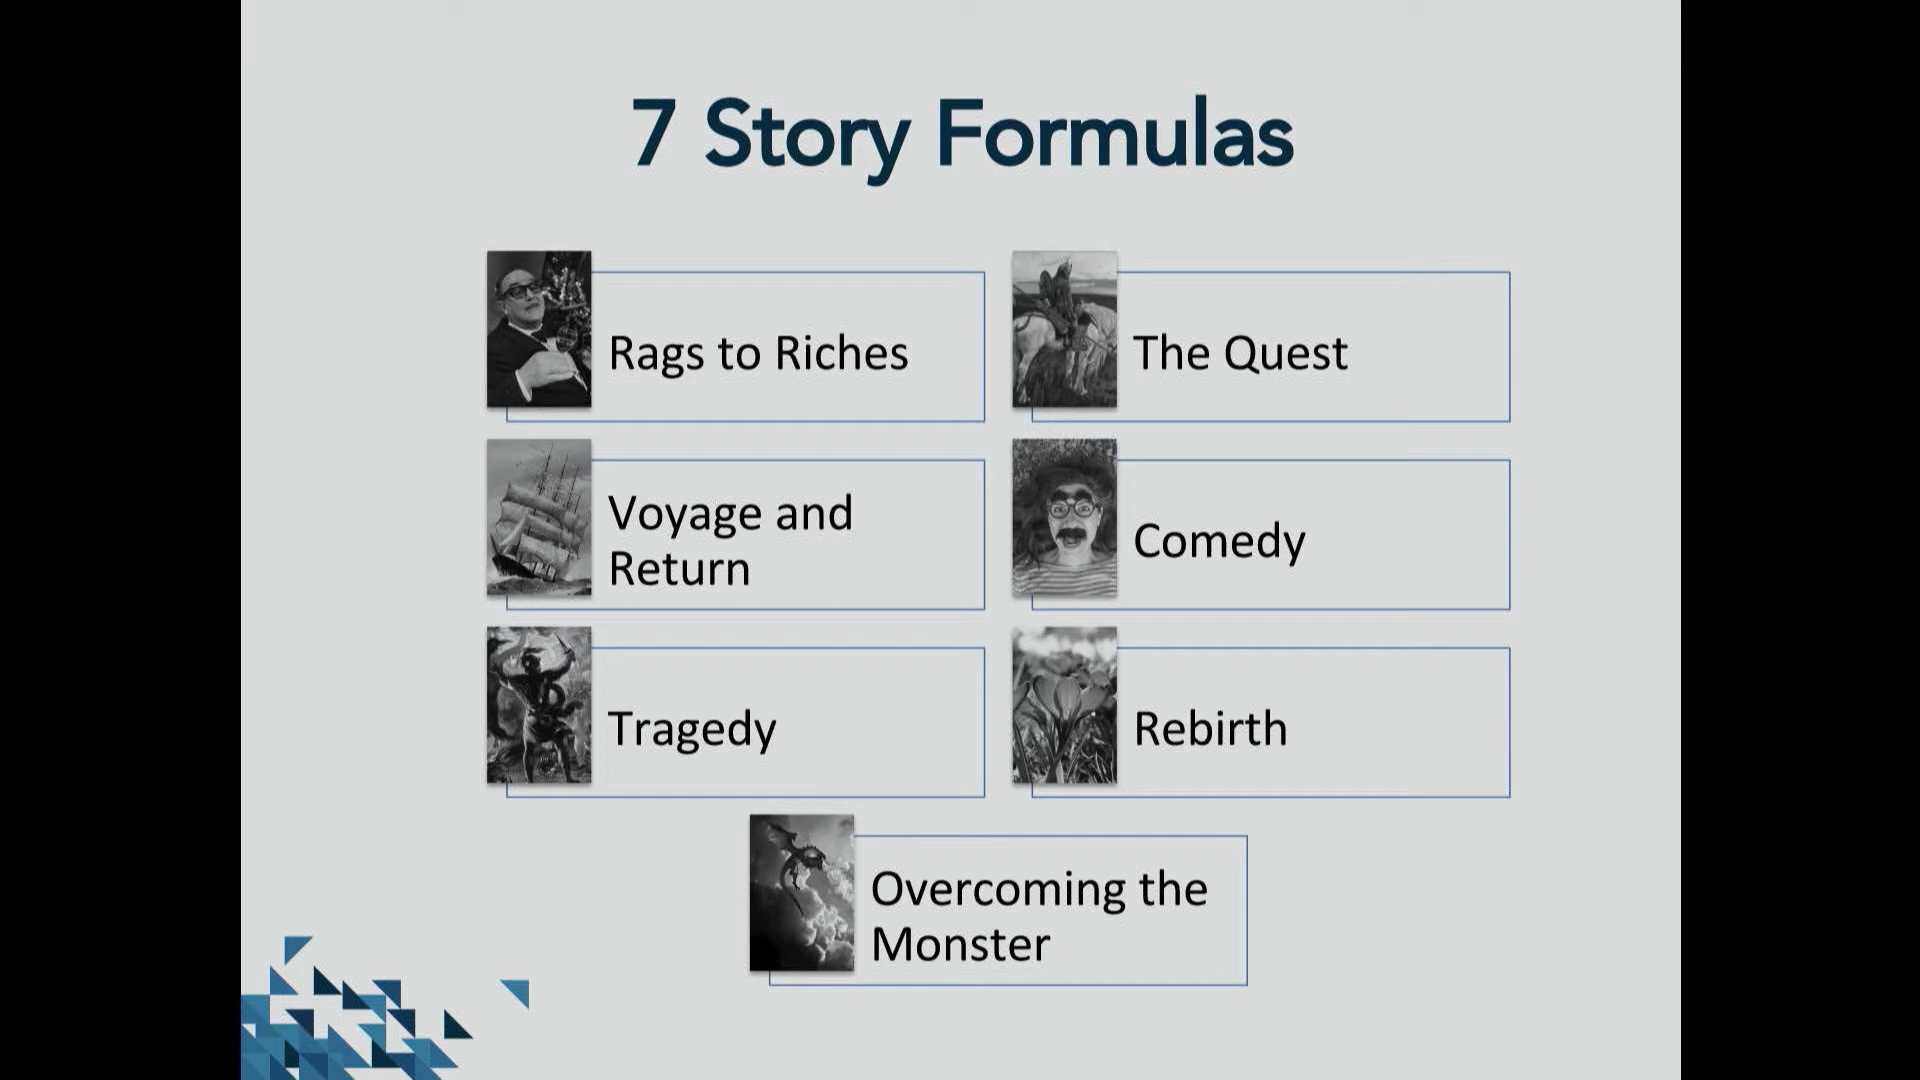 7 Story Formulas
Rags to Riches
The Quest
Voyage and
Return
Comedy
Tragedy
Rebirth
Overcoming the
Monster